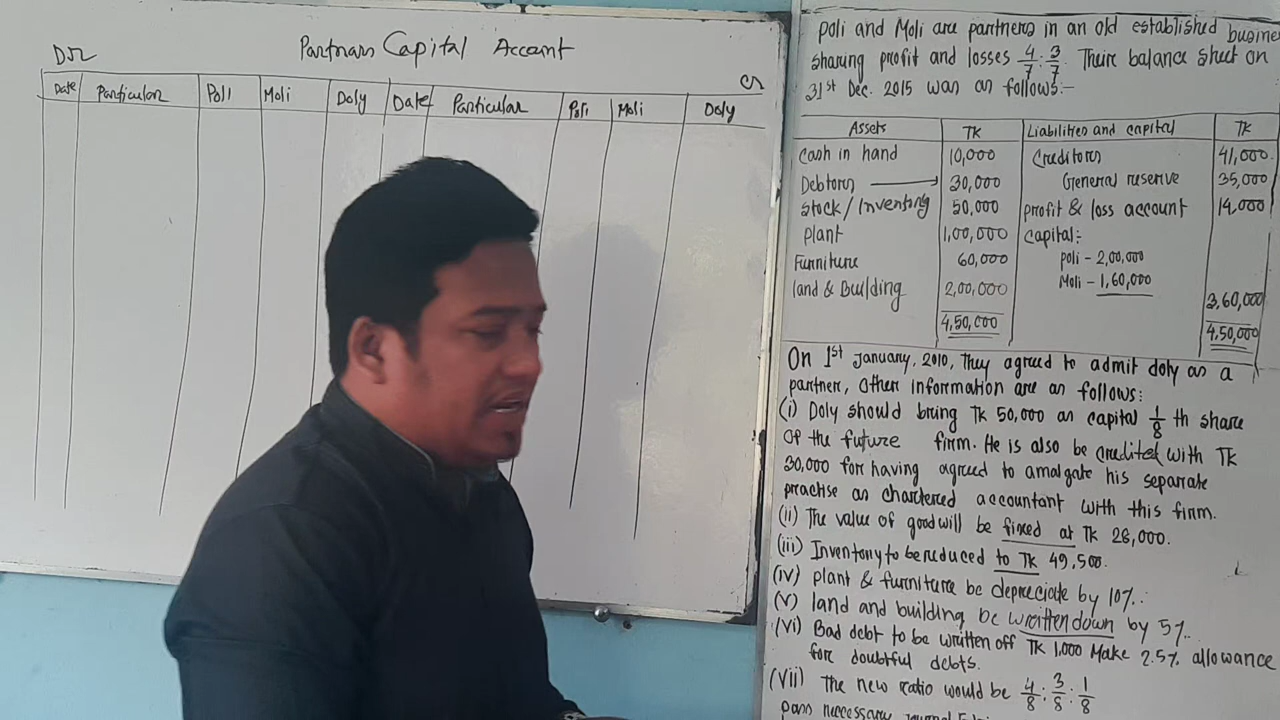 Partners Capital Account
Dr
Cr
Date Particular Poli Moli Doly Date Particular Poli Moli Doly
Poli and Moli are partners in an old established busine
sharing profit and losses 4/7 : 3/7. Their balance sheet on
31st Dec. 2015 was as follows:-
Assets TK Liabilities and capital TK
Cash in hand 10,000 Creditors 41,000
Debtors 30,000 General reserve 35,000
Stock/Inventory 50,000 profit & loss account 14,000
plant 1,00,000 Capital:
Furniture 60,000 poli - 2,00,000
land & Building 2,00,000 Moli - 1,60,000
3,60,000
4,50,000 4,50,000
On 1st January, 2010, They agreed to admit doly as a
partner, Other information are as follows:
(i) Doly should bring TK 50,000 as capital 1/8 th share
Of the future firm. He is also be credited with TK
30,000 for having agreed to amalgate his separate
practise as chartered accountant with this firm.
(ii) The value of goodwill be fixed at TK 28,000.
(iii) Inventory to be reduced to TK 49,500.
(iv) plant & furniture be depreciate by 10%.
(v) land and building be written down by 5%.
(vi) Bad debt to be written off TK 1,000 Make 2.5% allowance
for doubtful debts.
(vii) The new ratio would be 4/8 : 3/8 : 1/8
pass necessary